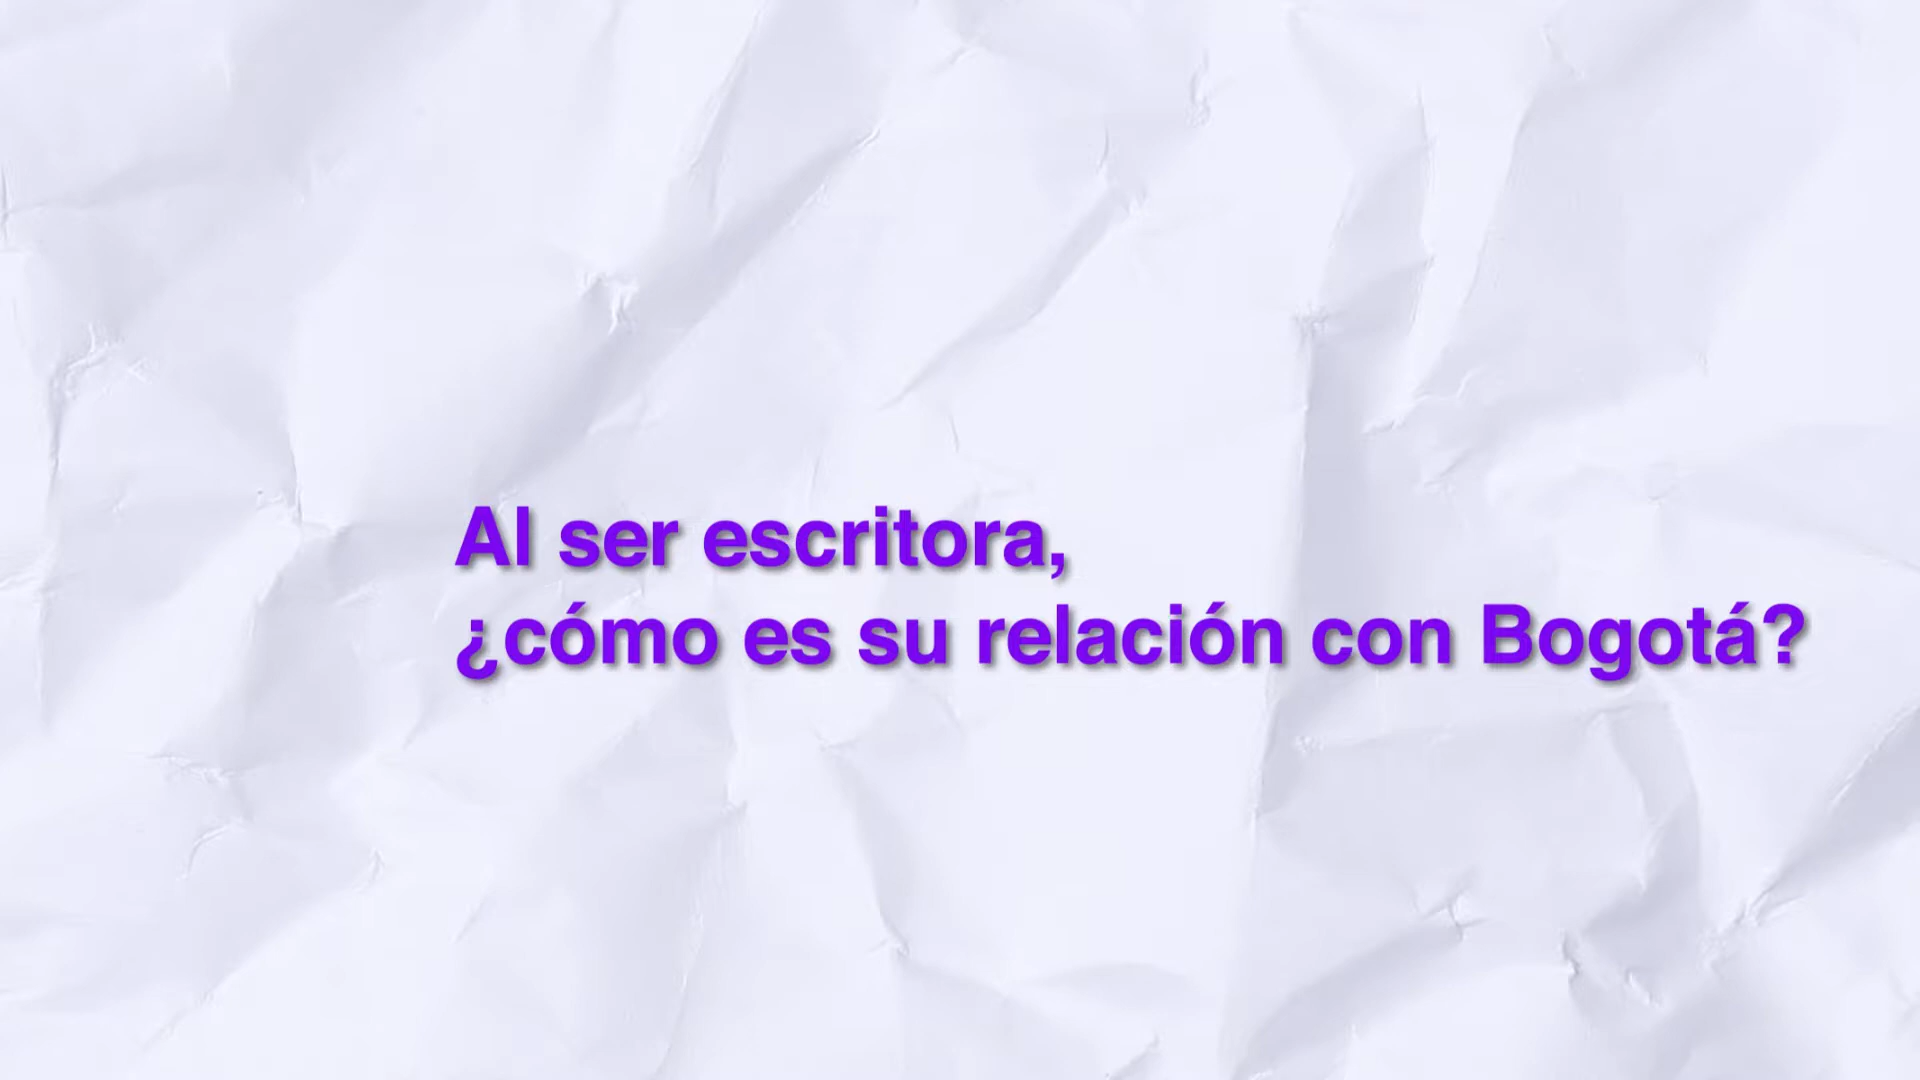 Al ser escritora,
¿cómo es su relación con Bogotá?